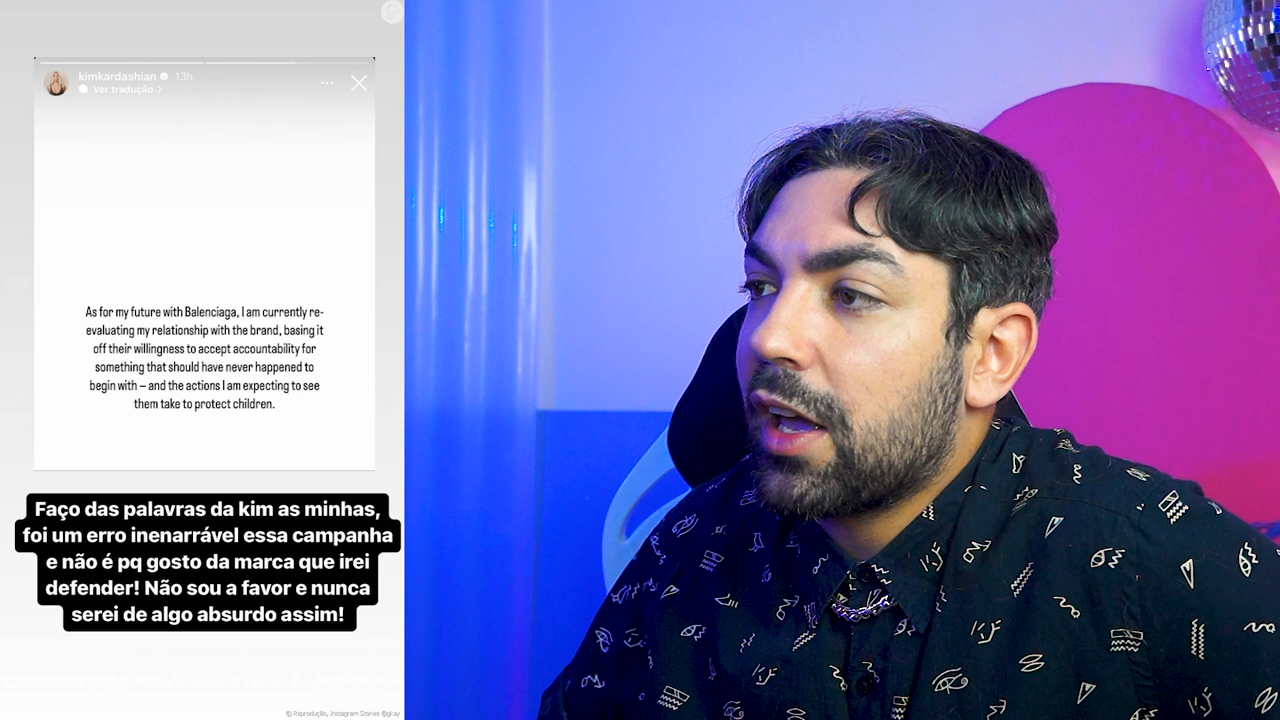 kimkardashian 13h
Ver tradução
As for my future with Balenciaga, I am currently re-
evaluating my relationship with the brand, basing it
off their willingness to accept accountability for
something that should have never happened to
begin with – and the actions I am expecting to see
them take to protect children.
Faço das palavras da kim as minhas,
foi um erro inenarrável essa campanha
e não é pq gosto da marca que irei
defender! Não sou a favor e nunca
serei de algo absurdo assim!
© Reprodução, Instagram Stories @gkay